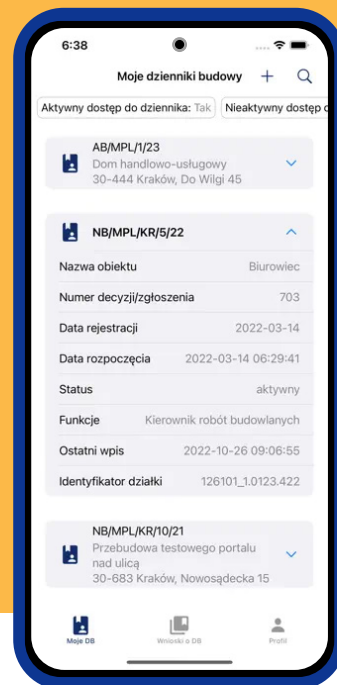 6:38
Moje dzienniki budowy
Aktywny dostęp do dziennika: Tak Nieaktywny dostęp d
AB/MPL/1/23
Dom handlowo-usługowy
30-444 Kraków, Do Wilgi 45
NB/MPL/KR/5/22
Nazwa obiektu Biurowiec
Numer decyzji/zgłoszenia 703
Data rejestracji 2022-03-14
Data rozpoczęcia 2022-03-14 06:29:41
Status aktywny
Funkcje Kierownik robót budowlanych
Ostatni wpis 2022-10-26 09:06:55
Identyfikator działki 126101_1.0123.422
NB/MPL/KR/10/21
Przebudowa testowego portalu
nad ulicą
30-683 Kraków, Nowosądecka 15
Moje DB Wnioski o DB Profil